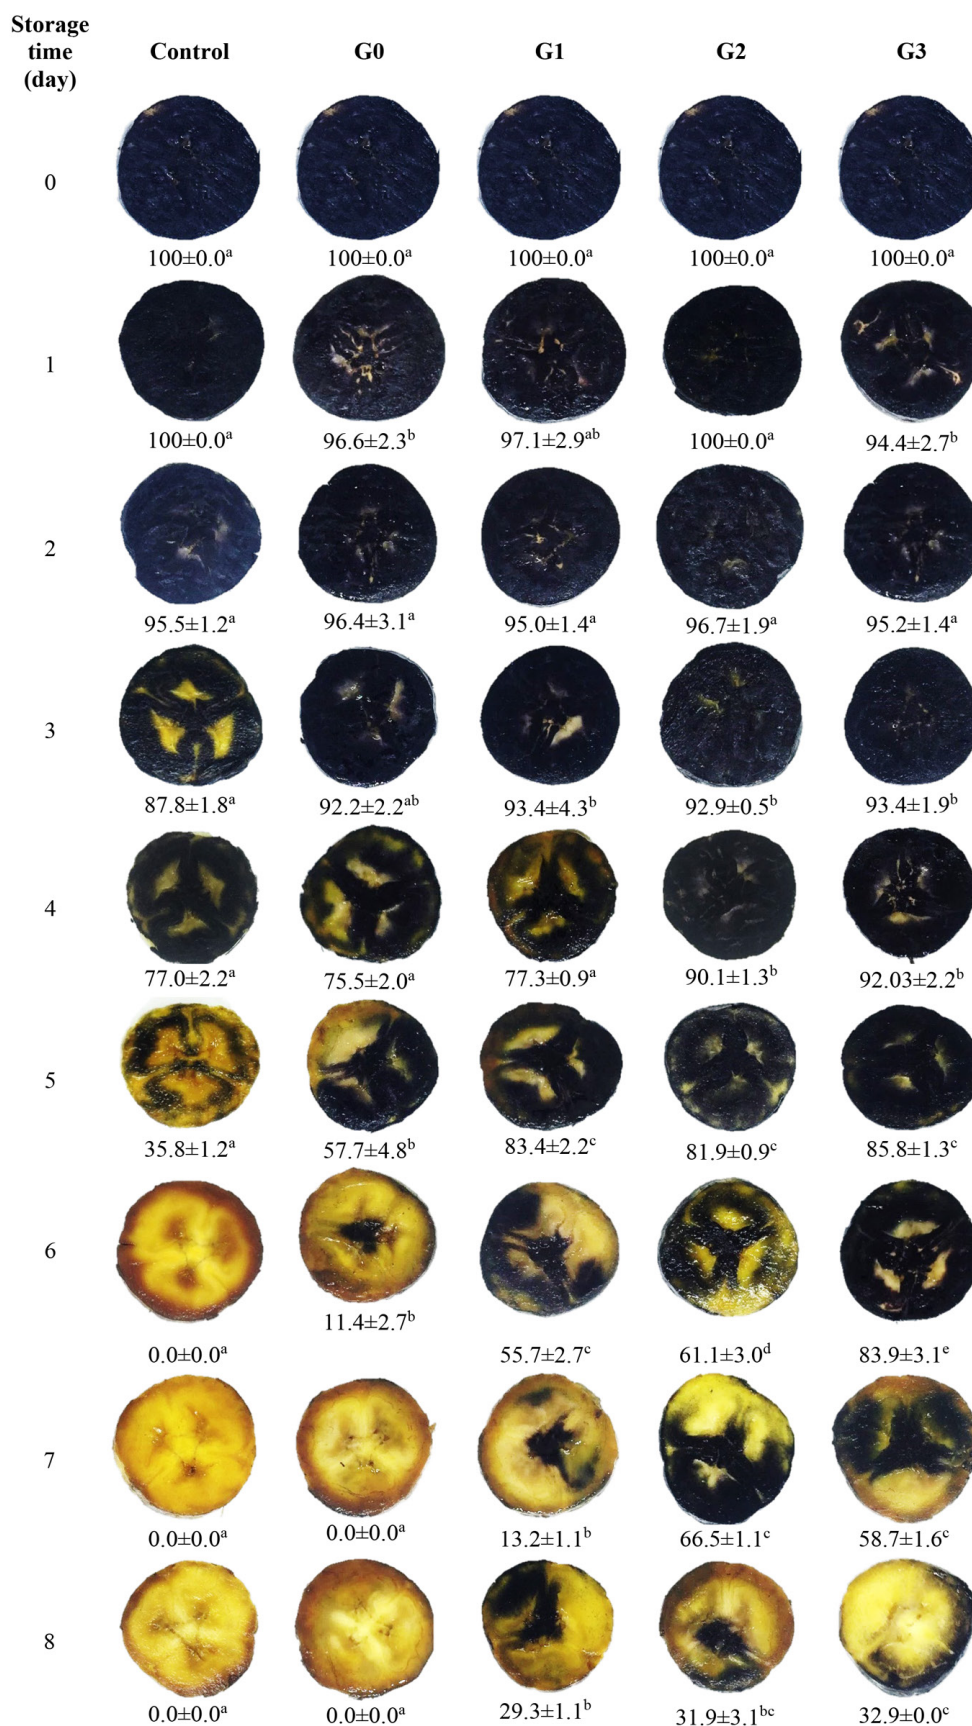 Storage
time
(day) Control G0 G1 G2 G3
0
100±0.0ᵃ 100±0.0ᵃ 100±0.0ᵃ 100±0.0ᵃ 100±0.0ᵃ
1
100±0.0ᵃ 96.6±2.3ᵇ 97.1±2.9ᵃᵇ 100±0.0ᵃ 94.4±2.7ᵇ
2
95.5±1.2ᵃ 96.4±3.1ᵃ 95.0±1.4ᵃ 96.7±1.9ᵃ 95.2±1.4ᵃ
3
87.8±1.8ᵃ 92.2±2.2ᵃᵇ 93.4±4.3ᵇ 92.9±0.5ᵇ 93.4±1.9ᵇ
4
77.0±2.2ᵃ 75.5±2.0ᵃ 77.3±0.9ᵃ 90.1±1.3ᵇ 92.03±2.2ᵇ
5
35.8±1.2ᵃ 57.7±4.8ᵇ 83.4±2.2ᶜ 81.9±0.9ᶜ 85.8±1.3ᶜ
6
11.4±2.7ᵇ
0.0±0.0ᵃ 55.7±2.7ᶜ 61.1±3.0ᵈ 83.9±3.1ᵉ
7
0.0±0.0ᵃ 0.0±0.0ᵃ 13.2±1.1ᵇ 66.5±1.1ᶜ 58.7±1.6ᶜ
8
0.0±0.0ᵃ 0.0±0.0ᵃ 29.3±1.1ᵇ 31.9±3.1ᵇᶜ 32.9±0.0ᶜ